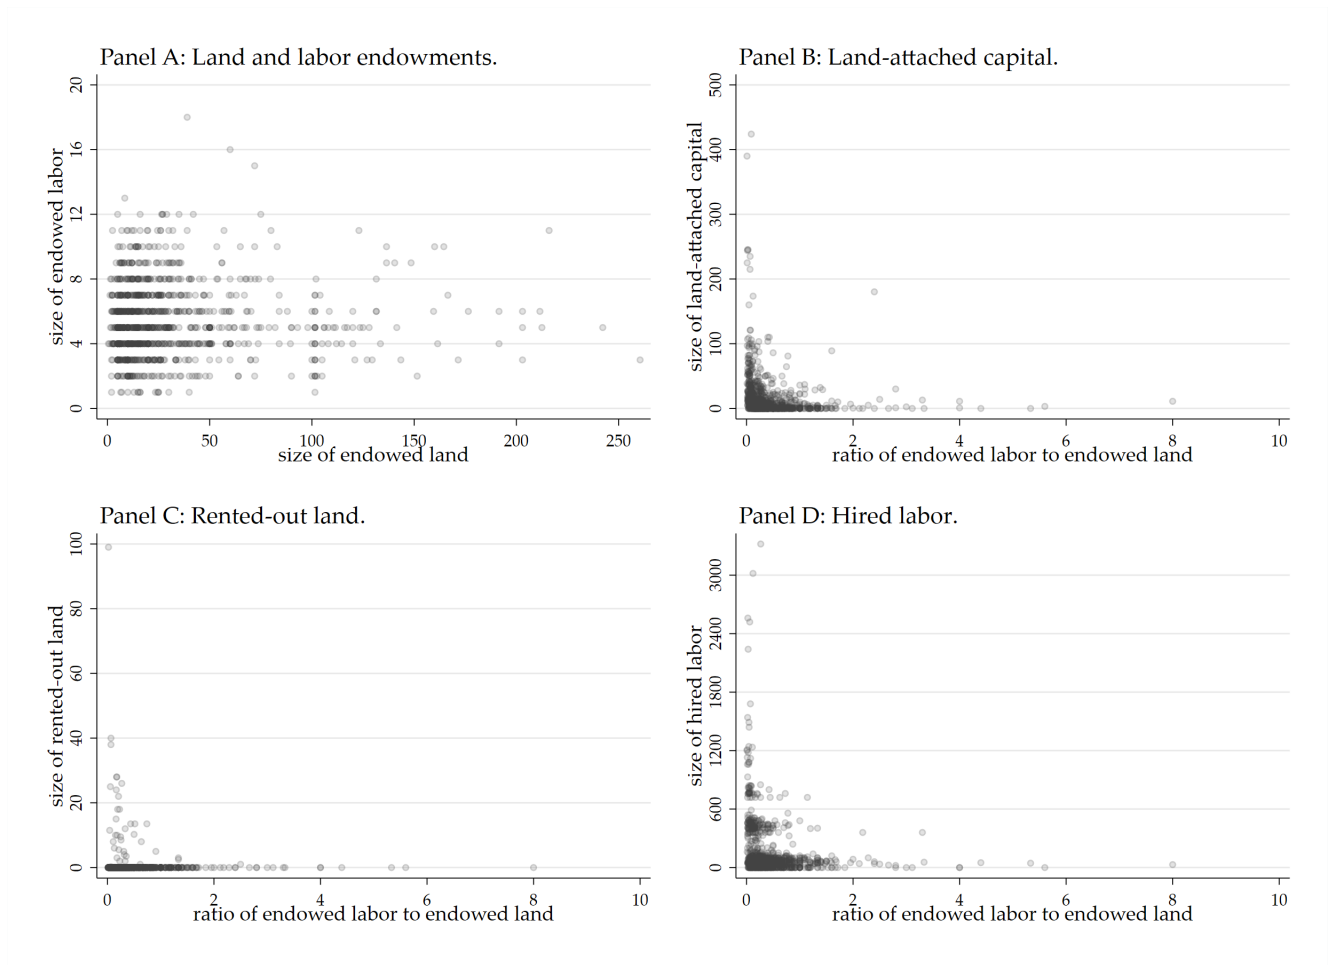 Panel A: Land and labor endowments.
size of endowed labor
20
16
12
8
4
0
0 50 100 150 200 250
size of endowed land
Panel B: Land-attached capital.
size of land-attached capital
500
400
300
200
100
0
0 2 4 6 8 10
ratio of endowed labor to endowed land
Panel C: Rented-out land.
size of rented-out land
100
80
60
40
20
0
0 2 4 6 8 10
ratio of endowed labor to endowed land
Panel D: Hired labor.
size of hired labor
3000
2400
1800
1200
600
0
0 2 4 6 8 10
ratio of endowed labor to endowed land